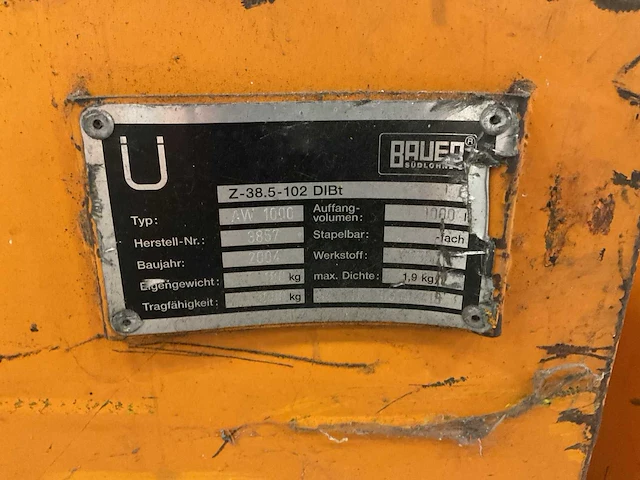 Ü
BAUER®
SÜDLOHN
Z-38.5-102 DIBt
Typ: AW 1000 Auffang-volumen: 1000 l
Herstell-Nr.: 3857 Stapelbar: -fach
Baujahr: Werkstoff:
Eigengewicht: kg max. Dichte: 1,9 kg/
Tragfähigkeit: kg